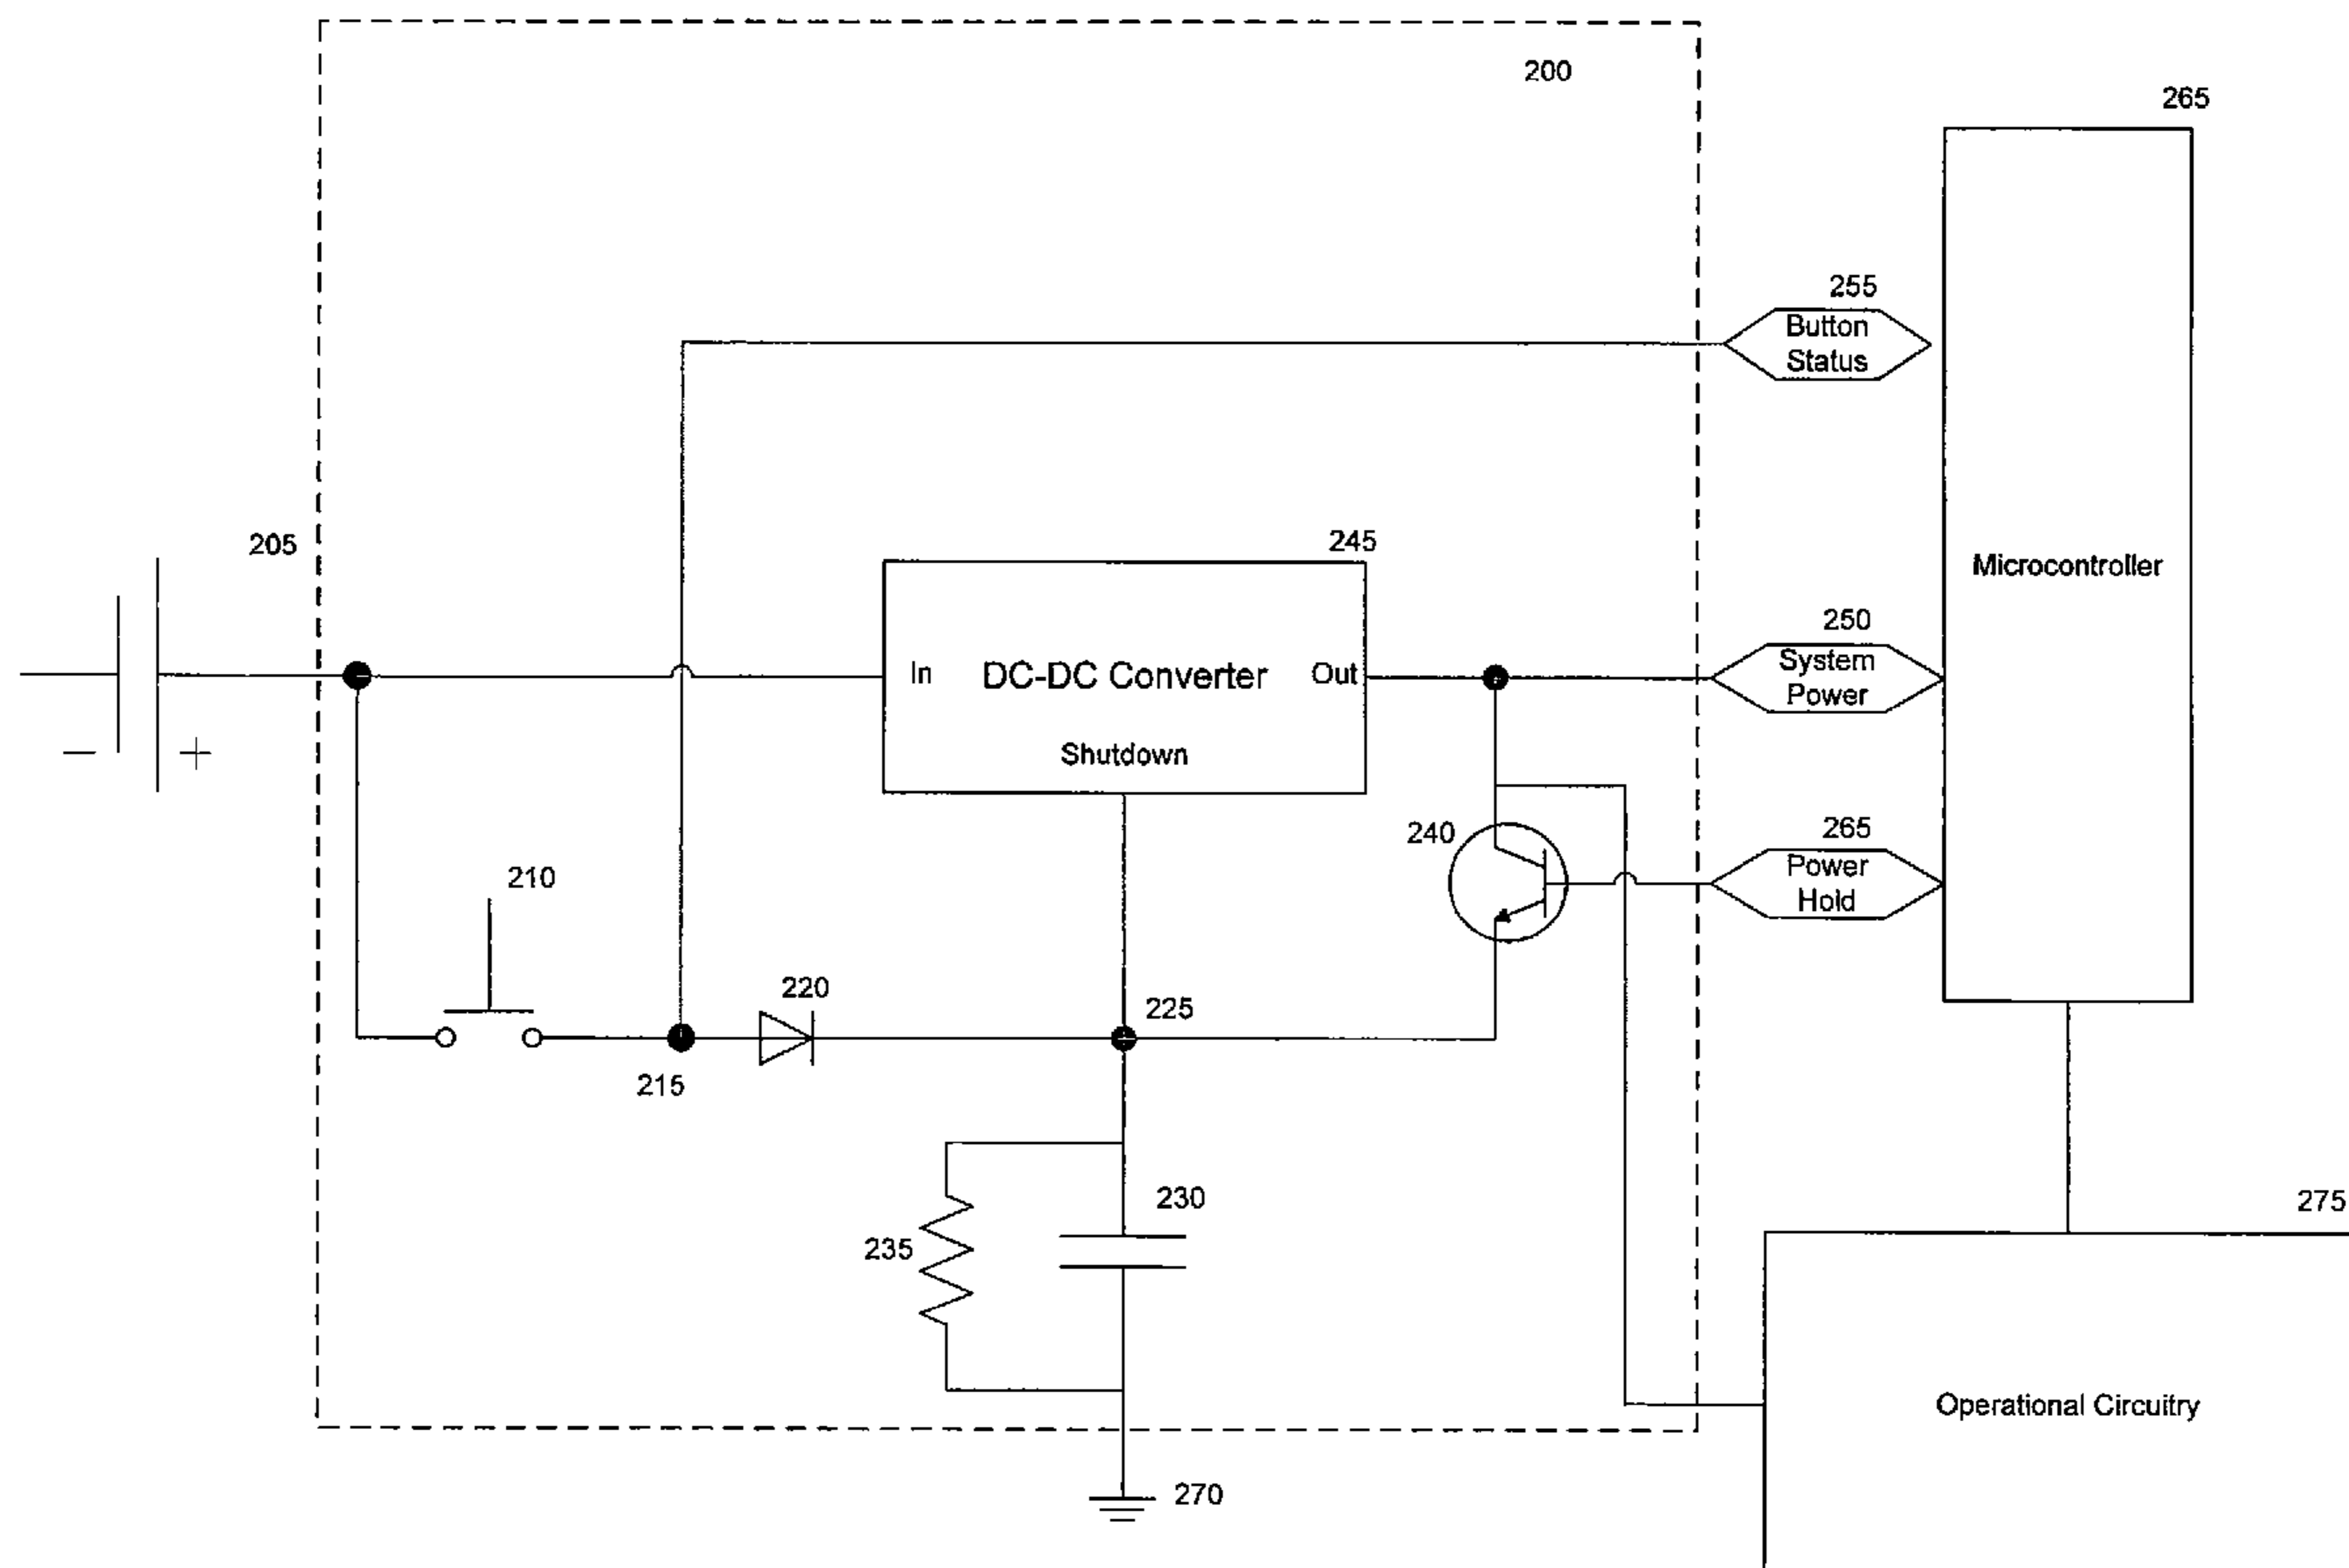 200
265
255
Button
Status
205
245
Microcontroller
250
In
DC-DC Converter
Out
System
Power
− +
Shutdown
240
265
Power
Hold
210
220
225
215
230
235
275
Operational Circuitry
270